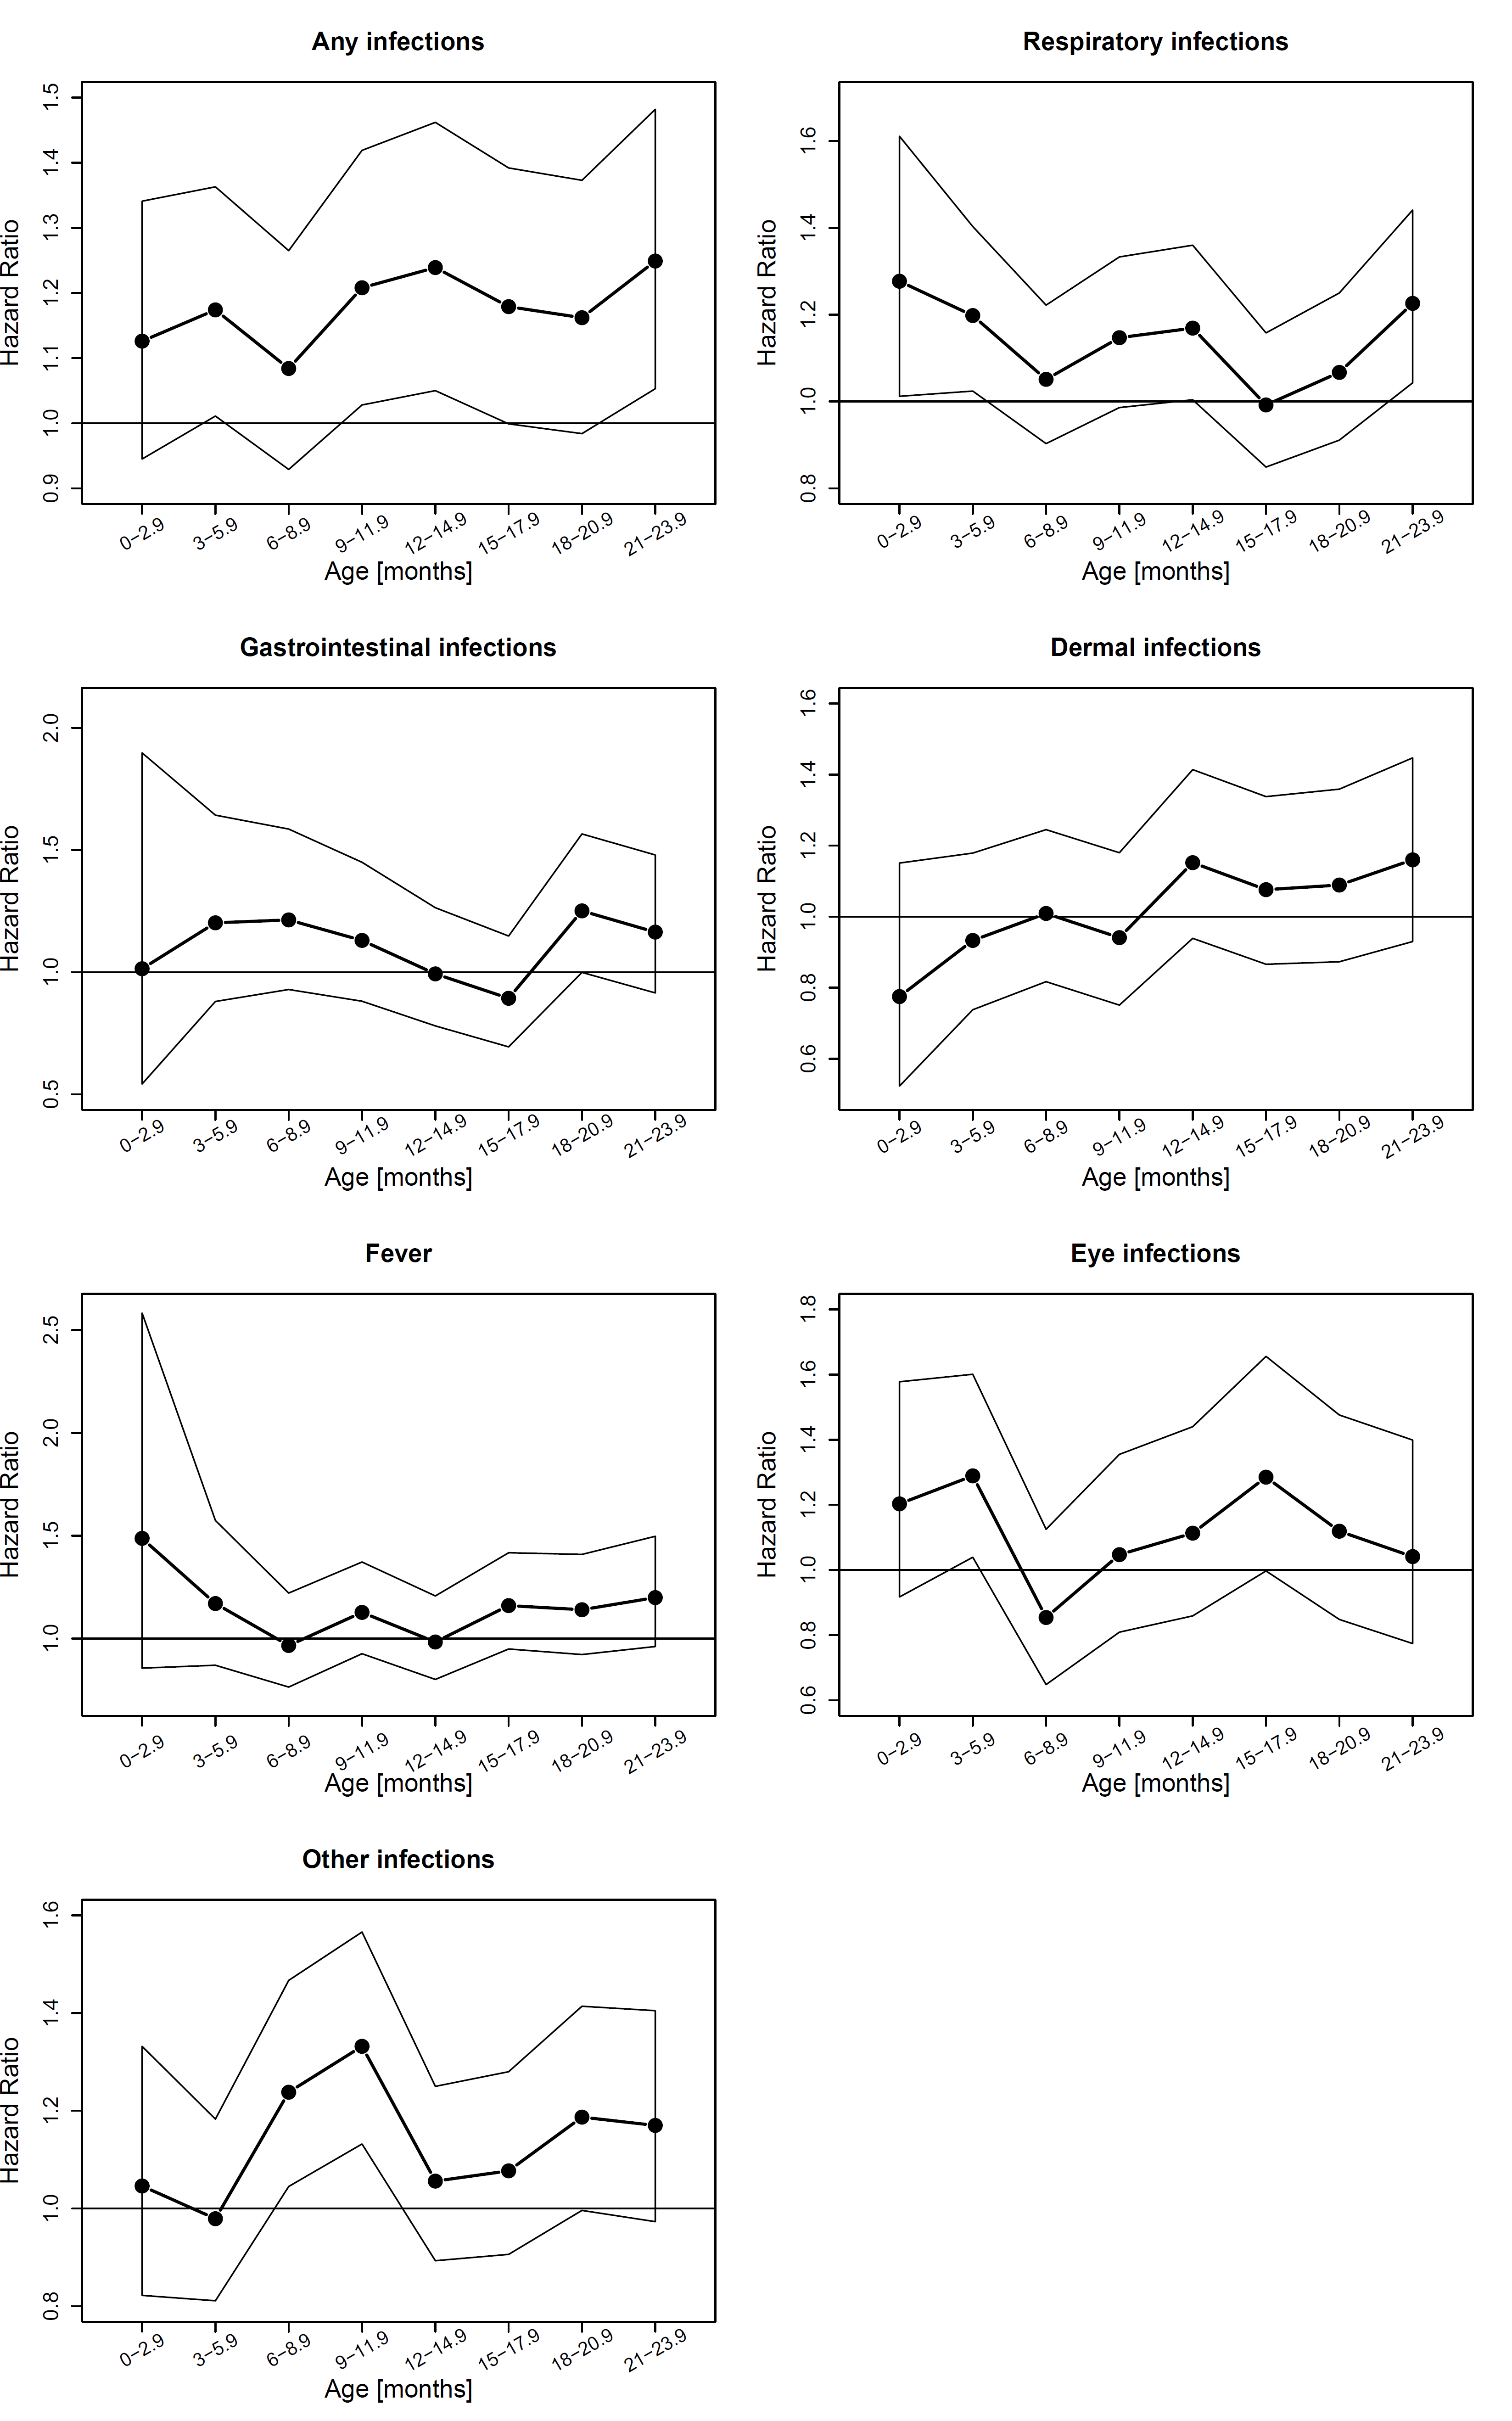 Any infections
Hazard Ratio
1.5
1.4
1.3
1.2
1.1
1.0
0.9
0−2.9 3−5.9 6−8.9 9−11.9 12−14.9 15−17.9 18−20.9 21−23.9
Age [months]
Respiratory infections
Hazard Ratio
1.6
1.4
1.2
1.0
0.8
0−2.9 3−5.9 6−8.9 9−11.9 12−14.9 15−17.9 18−20.9 21−23.9
Age [months]
Gastrointestinal infections
Hazard Ratio
2.0
1.5
1.0
0.5
0−2.9 3−5.9 6−8.9 9−11.9 12−14.9 15−17.9 18−20.9 21−23.9
Age [months]
Dermal infections
Hazard Ratio
1.6
1.4
1.2
1.0
0.8
0.6
0−2.9 3−5.9 6−8.9 9−11.9 12−14.9 15−17.9 18−20.9 21−23.9
Age [months]
Fever
Hazard Ratio
2.5
2.0
1.5
1.0
0−2.9 3−5.9 6−8.9 9−11.9 12−14.9 15−17.9 18−20.9 21−23.9
Age [months]
Eye infections
Hazard Ratio
1.8
1.6
1.4
1.2
1.0
0.8
0.6
0−2.9 3−5.9 6−8.9 9−11.9 12−14.9 15−17.9 18−20.9 21−23.9
Age [months]
Other infections
Hazard Ratio
1.6
1.4
1.2
1.0
0.8
0−2.9 3−5.9 6−8.9 9−11.9 12−14.9 15−17.9 18−20.9 21−23.9
Age [months]